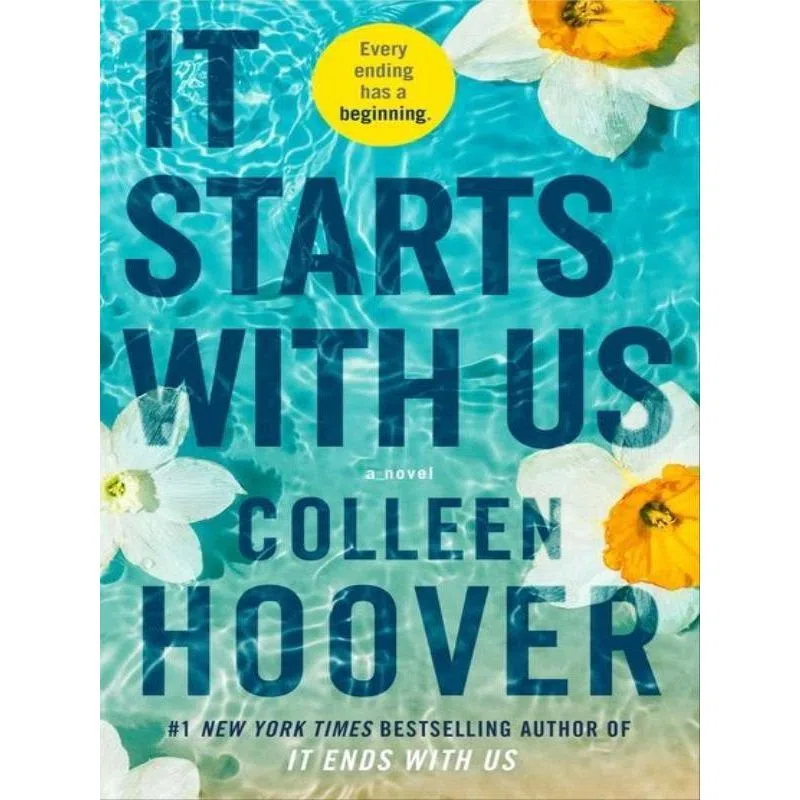 IT
Every
ending
has a
beginning.
STARTS
WITH US
a novel
COLLEEN
HOOVER
#1 NEW YORK TIMES BESTSELLING AUTHOR OF
IT ENDS WITH US